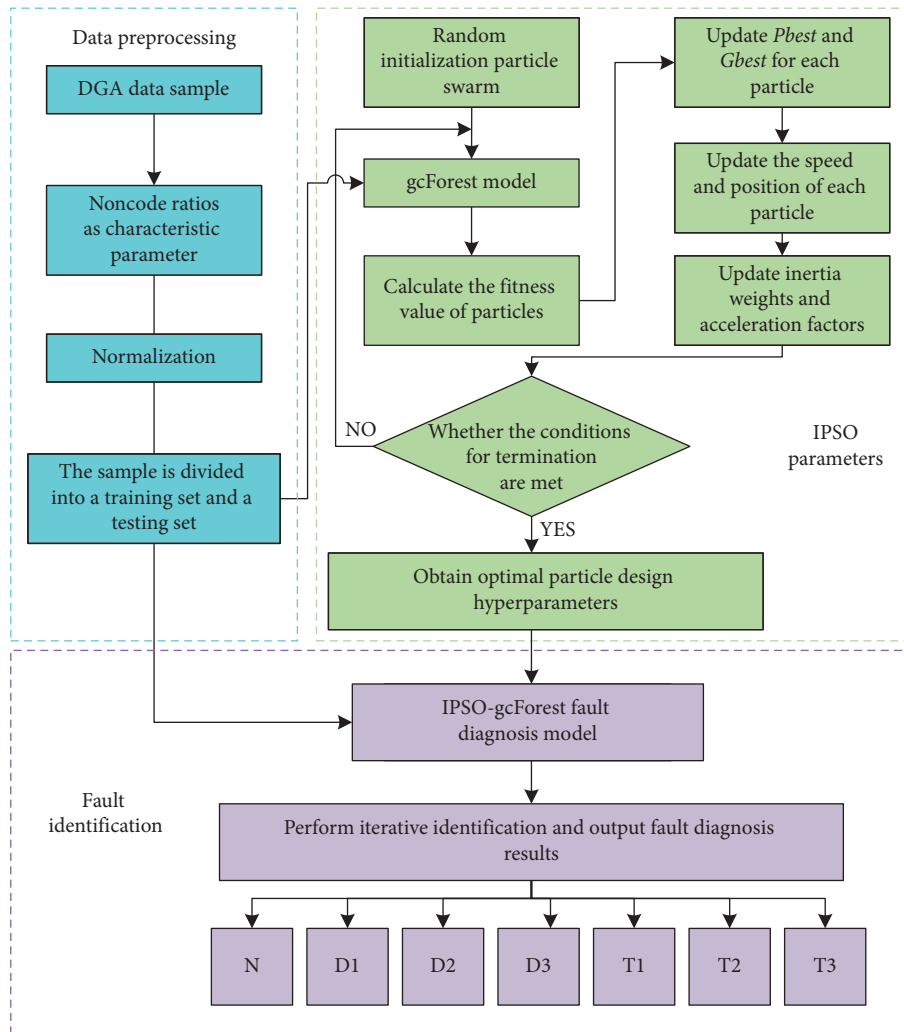 Data preprocessing
DGA data sample
Noncode ratios
as characteristic
parameter
Normalization
The sample is divided
into a training set and a
testing set
Random
initialization particle
swarm
gcForest model
Calculate the fitness
value of particles
Update Pbest and
Gbest for each
particle
Update the speed
and position of each
particle
Update inertia
weights and
acceleration factors
NO
Whether the conditions
for termination
are met
IPSO
parameters
YES
Obtain optimal particle design
hyperparameters
IPSO-gcForest fault
diagnosis model
Fault
identification
Perform iterative identification and output fault diagnosis
results
N
D1
D2
D3
T1
T2
T3